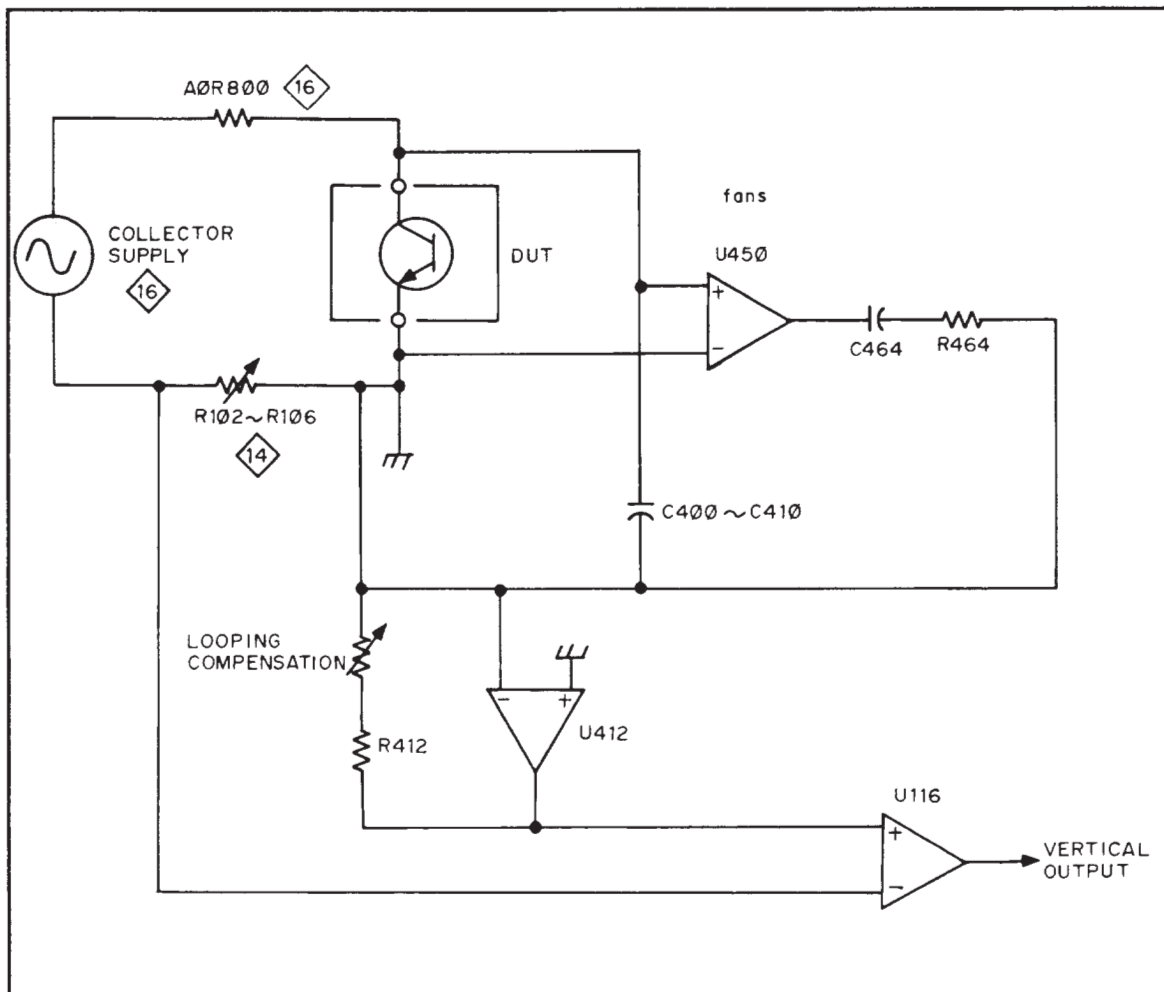 AØR800 16
COLLECTOR
SUPPLY
16
DUT
fans
U450
+
-
C464
R464
R102~R106
14
C400~C410
LOOPING
COMPENSATION
- +
U412
R412
U116
+
-
VERTICAL
OUTPUT